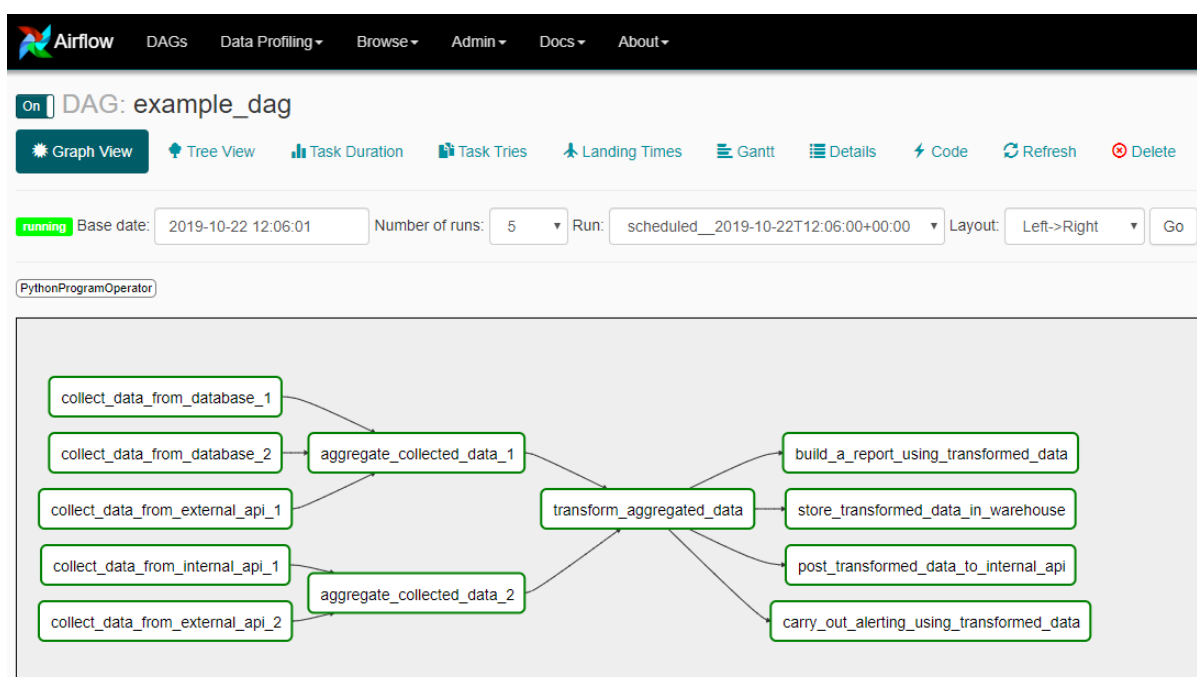 Airflow DAGs Data Profiling Browse Admin Docs About
On DAG: example_dag
Graph View Tree View Task Duration Task Tries Landing Times Gantt Details Code Refresh Delete
running Base date: 2019-10-22 12:06:01 Number of runs: 5 Run: scheduled__2019-10-22T12:06:00+00:00 Layout: Left->Right Go
PythonProgramOperator
collect_data_from_database_1
collect_data_from_database_2 aggregate_collected_data_1 build_a_report_using_transformed_data
collect_data_from_external_api_1 transform_aggregated_data store_transformed_data_in_warehouse
collect_data_from_internal_api_1 post_transformed_data_to_internal_api
aggregate_collected_data_2
collect_data_from_external_api_2 carry_out_alerting_using_transformed_data